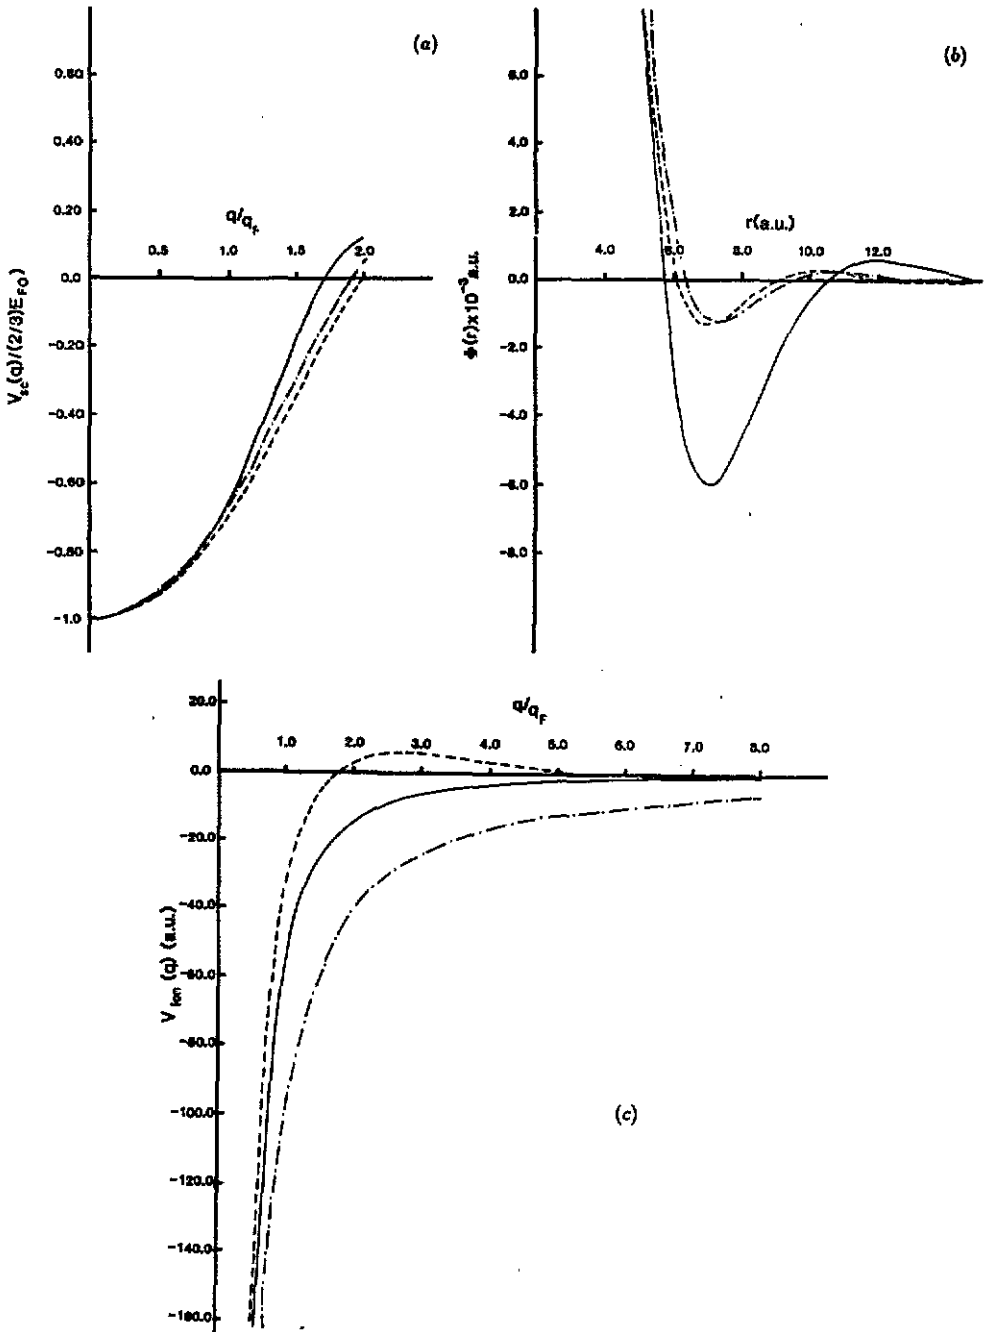 (a)
0.60
0.40
0.20
q/q_f
0.5 1.0 1.5 2.0
0.0
-0.20
-0.40
-0.60
-0.80
-1.0
V_sc(q)/(2/3)E_FO)
(b)
6.0
4.0
2.0
r(a.u.)
4.0 6.0 8.0 10.0 12.0
0.0
-2.0
-4.0
-6.0
-8.0
Φ(r)x10^-3 a.u.
20.0
q/q_F
1.0 2.0 3.0 4.0 5.0 6.0 7.0 8.0
0.0
-20.0
-40.0
-60.0
-80.0
-100.0
-120.0
-140.0
-160.0
V_ion (q) (a.u.)
(c)